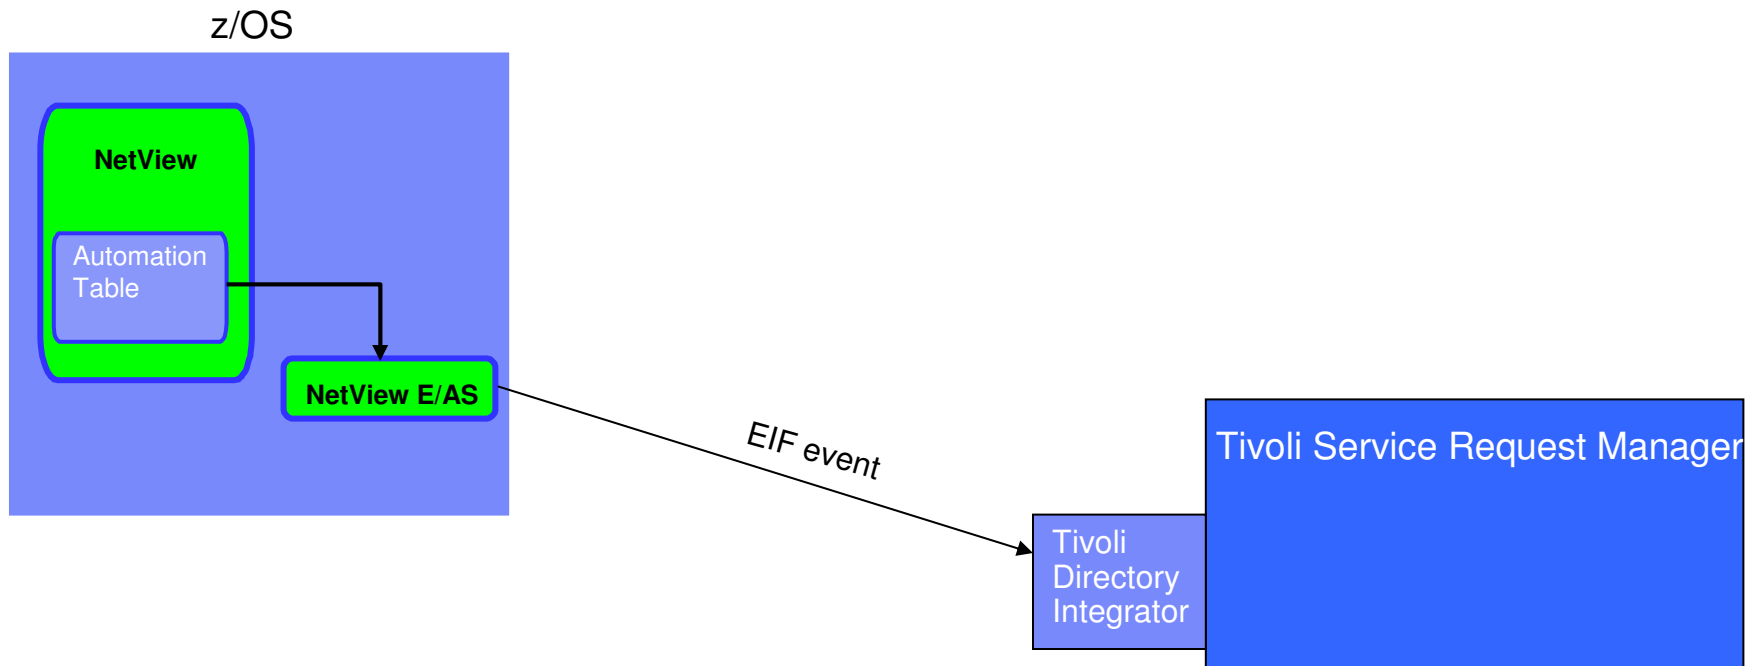 z/OS
NetView
Automation
Table
NetView E/AS
EIF event
Tivoli Service Request Manager
Tivoli
Directory
Integrator